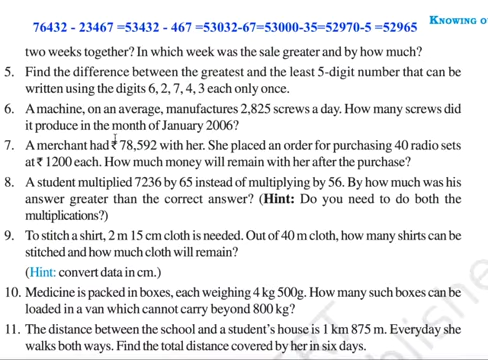 76432 - 23467 =53432 - 467 =53032-67=53000-35=52970-5 =52965
KNOWING O
two weeks together? In which week was the sale greater and by how much?
5. Find the difference between the greatest and the least 5-digit number that can be
written using the digits 6, 2, 7, 4, 3 each only once.
6. A machine, on an average, manufactures 2,825 screws a day. How many screws did
it produce in the month of January 2006?
7. A merchant had ₹ 78,592 with her. She placed an order for purchasing 40 radio sets
at ₹ 1200 each. How much money will remain with her after the purchase?
8. A student multiplied 7236 by 65 instead of multiplying by 56. By how much was his
answer greater than the correct answer? (Hint: Do you need to do both the
multiplications?)
9. To stitch a shirt, 2 m 15 cm cloth is needed. Out of 40 m cloth, how many shirts can be
stitched and how much cloth will remain?
(Hint: convert data in cm.)
10. Medicine is packed in boxes, each weighing 4 kg 500g. How many such boxes can be
loaded in a van which cannot carry beyond 800 kg?
11. The distance between the school and a student's house is 1 km 875 m. Everyday she
walks both ways. Find the total distance covered by her in six days.